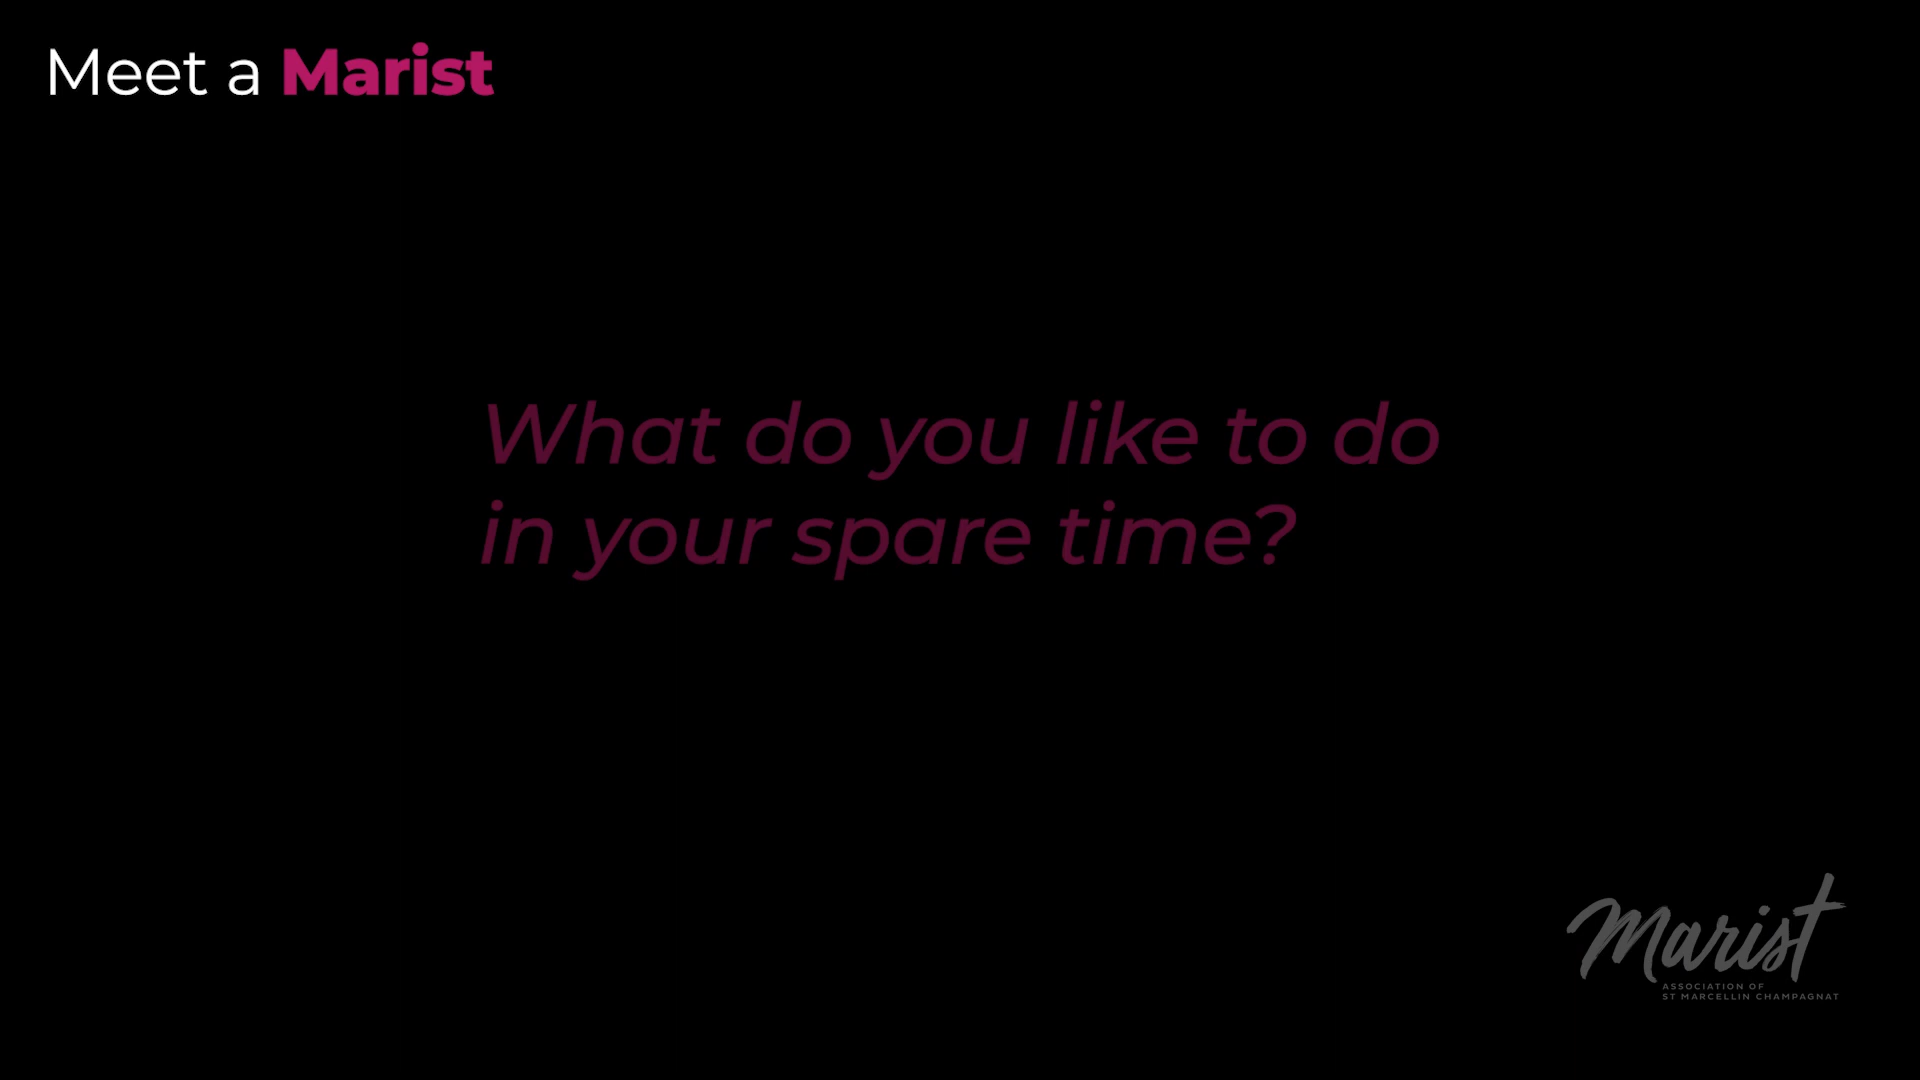 Meet a Marist
What do you like to do
in your spare time?
Marist
ASSOCIATION OF
ST MARCELLIN CHAMPAGNAT